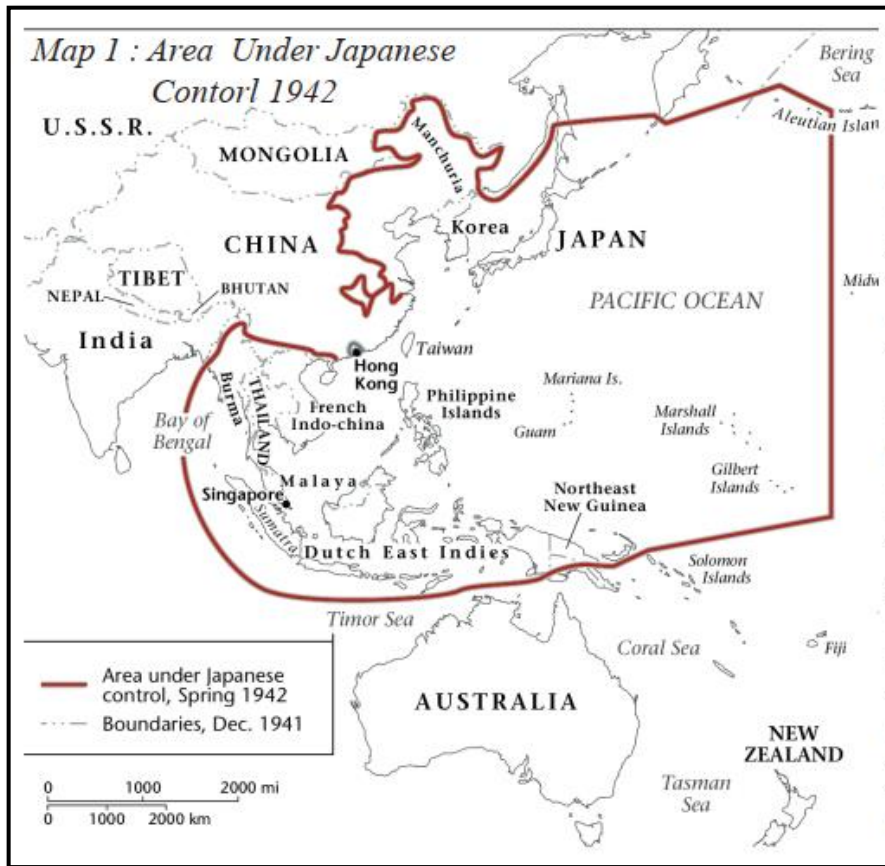 Map 1 : Area Under Japanese
Contorl 1942
Bering
Sea
U.S.S.R.
Aleutian Islan
MONGOLIA
Manchuria
Korea
JAPAN
CHINA
TIBET
NEPAL
BHUTAN
PACIFIC OCEAN
Midw
India
Taiwan
Hong
Kong
Burma
THAILAND
Mariana Is.
Philippine
Islands
French
Indo-china
Bay of
Bengal
Guam
Marshall
Islands
Malaya
Gilbert
Islands
Singapore
Northeast
New Guinea
Sumatra
Dutch East Indies
Solomon
Islands
Timor Sea
Coral Sea
Fiji
Area under Japanese
control, Spring 1942
Boundaries, Dec. 1941
AUSTRALIA
NEW
ZEALAND
0 1000 2000 mi
0 1000 2000 km
Tasman
Sea